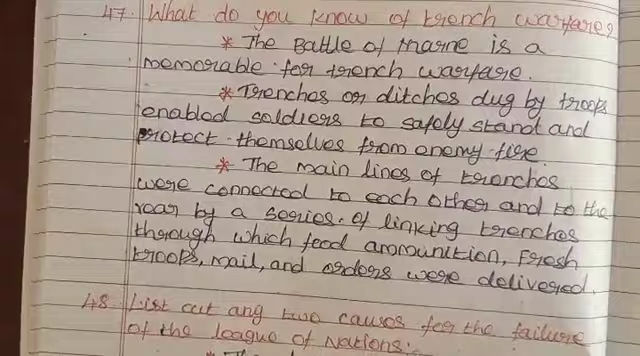 47. What do you know of trench warfare?
* The Battle of Marne is a
memorable for trench warfare.
* Trenches or ditches dug by troops
enabled soldiers to safely stand and
protect themselves from enemy fire.
* The main lines of trenches
were connected to each other and to the
rear by a series of linking trenches
through which food ammunition, Fresh
troops, mail, and orders were delivered.
48. List out any two causes for the failure
of the league of Nations: